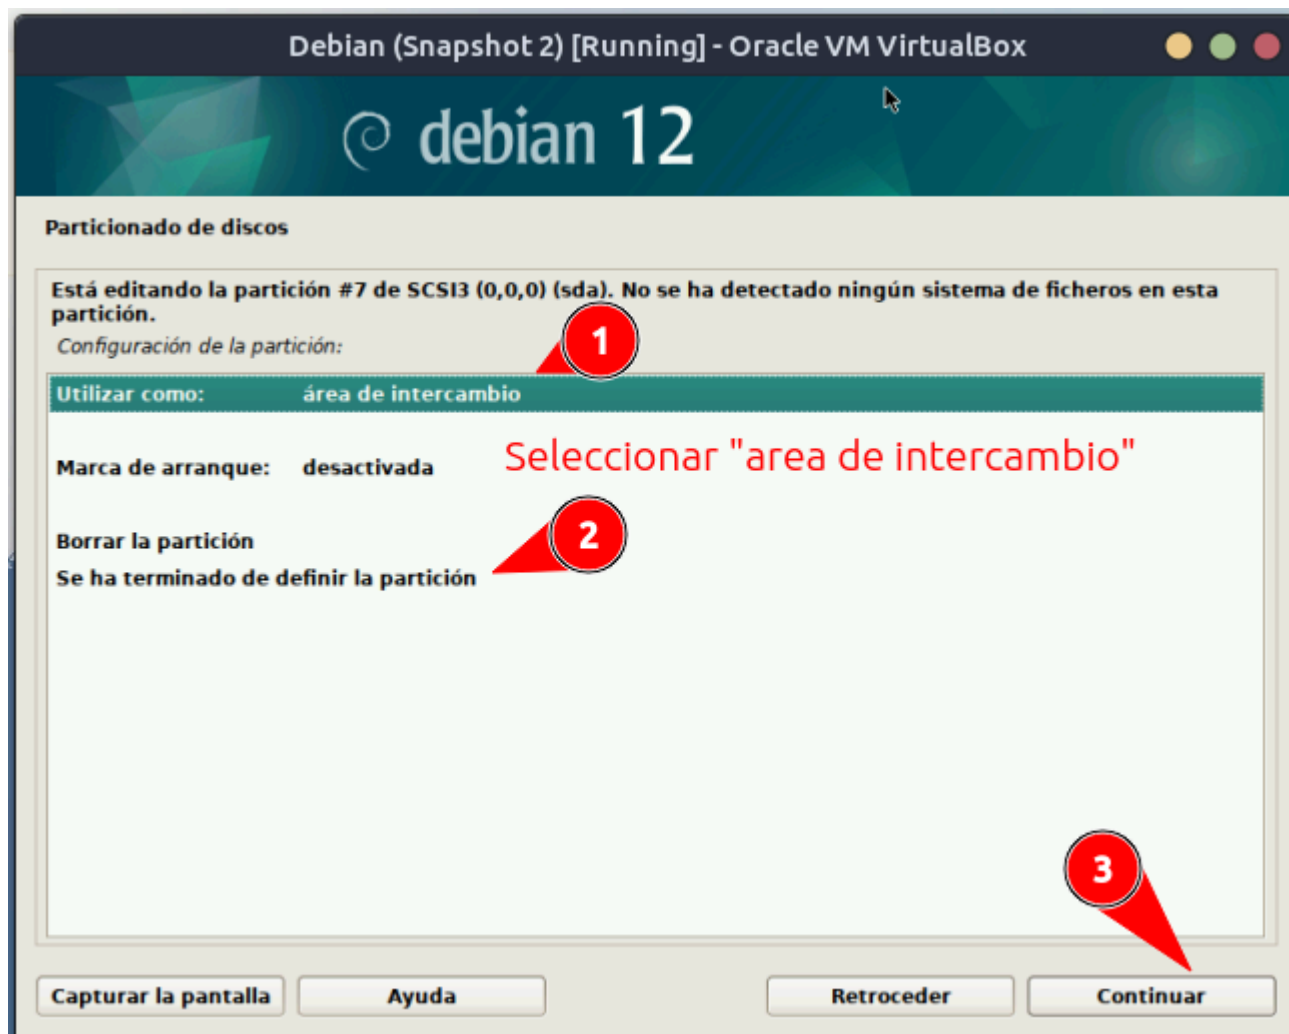 Debian (Snapshot 2) [Running] - Oracle VM VirtualBox
debian 12
Particionado de discos
Está editando la partición #7 de SCSI3 (0,0,0) (sda). No se ha detectado ningún sistema de ficheros en esta
partición.
Configuración de la partición:
1
Utilizar como: área de intercambio
Seleccionar "area de intercambio"
Marca de arranque: desactivada
2
Borrar la partición
Se ha terminado de definir la partición
3
Capturar la pantalla Ayuda Retroceder Continuar